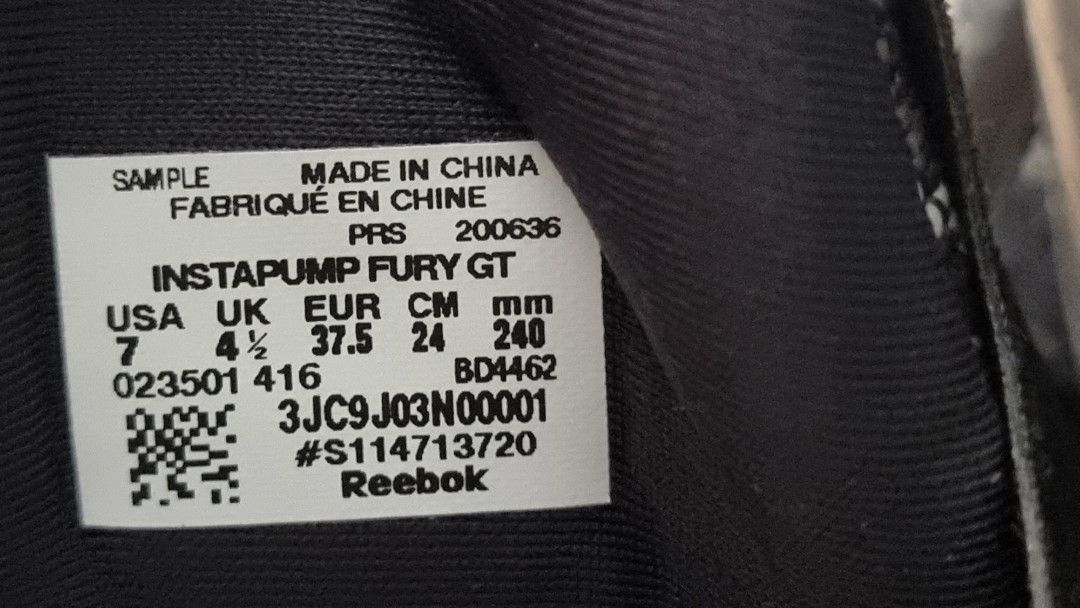 SAMPLE MADE IN CHINA
FABRIQUÉ EN CHINE
PRS 200636
INSTAPUMP FURY GT
USA UK EUR CM mm
7 4½ 37.5 24 240
023501 416 BD4462
3JC9J03N00001
#S114713720
Reebok